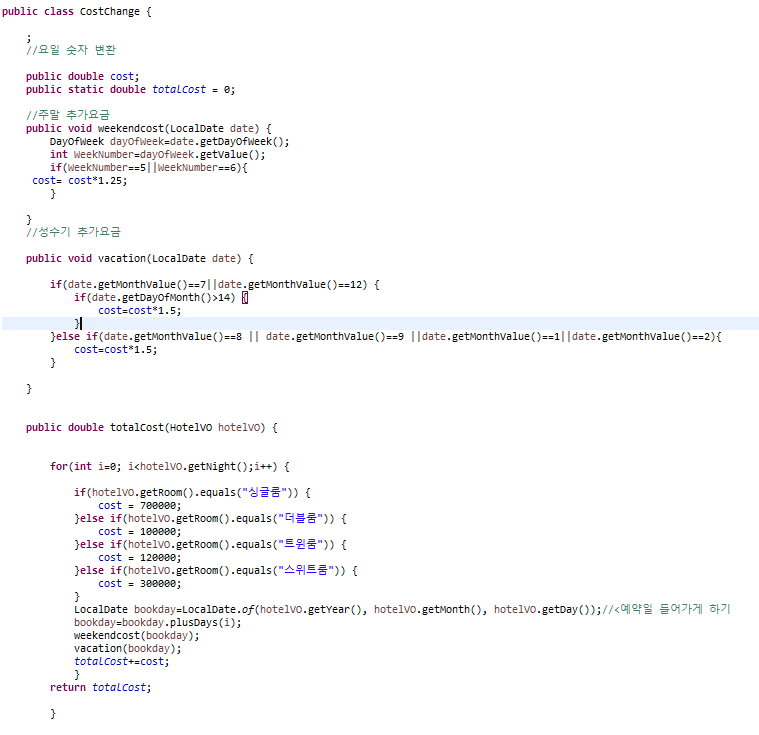 public class CostChange {
;
//요일 숫자 변환
public double cost;
public static double totalCost = 0;
//주말 추가요금
public void weekendcost(LocalDate date) {
DayOfWeek dayOfWeek=date.getDayOfWeek();
int WeekNumber=dayOfWeek.getValue();
if(WeekNumber==5||WeekNumber==6){
cost= cost*1.25;
}
}
//성수기 추가요금
public void vacation(LocalDate date) {
if(date.getMonthValue()==7||date.getMonthValue()==12) {
if(date.getDayOfMonth()>14) {
cost=cost*1.5;
}
}else if(date.getMonthValue()==8 || date.getMonthValue()==9 ||date.getMonthValue()==1||date.getMonthValue()==2){
cost=cost*1.5;
}
}
public double totalCost(HotelVO hotelVO) {
for(int i=0; i<hotelVO.getNight();i++) {
if(hotelVO.getRoom().equals("싱글룸")) {
cost = 700000;
}else if(hotelVO.getRoom().equals("더블룸")) {
cost = 100000;
}else if(hotelVO.getRoom().equals("트윈룸")) {
cost = 120000;
}else if(hotelVO.getRoom().equals("스위트룸")) {
cost = 300000;
}
LocalDate bookday=LocalDate.of(hotelVO.getYear(), hotelVO.getMonth(), hotelVO.getDay());//<예약일 들어가게 하기
bookday=bookday.plusDays(i);
weekendcost(bookday);
vacation(bookday);
totalCost+=cost;
}
return totalCost;
}